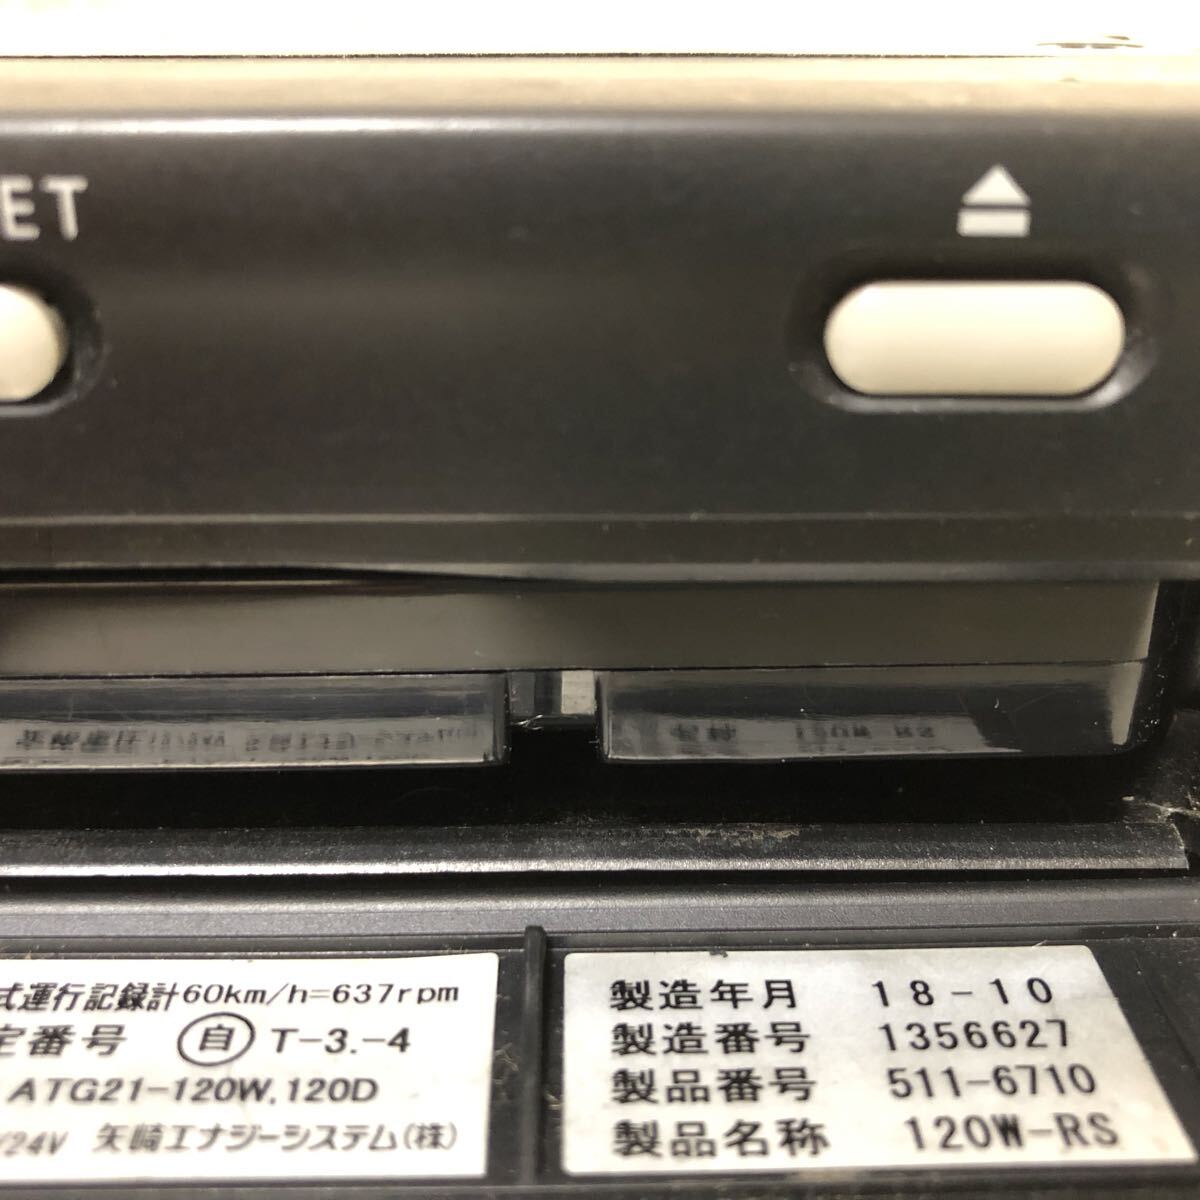 ET
式運行記録計60km/h=637rpm
定番号 自 T-3.-4
ATG21-120W,120D
/24V 矢崎エナジーシステム(株)
製造年月 18-10
製造番号 1356627
製品番号 511-6710
製品名称 120W-RS